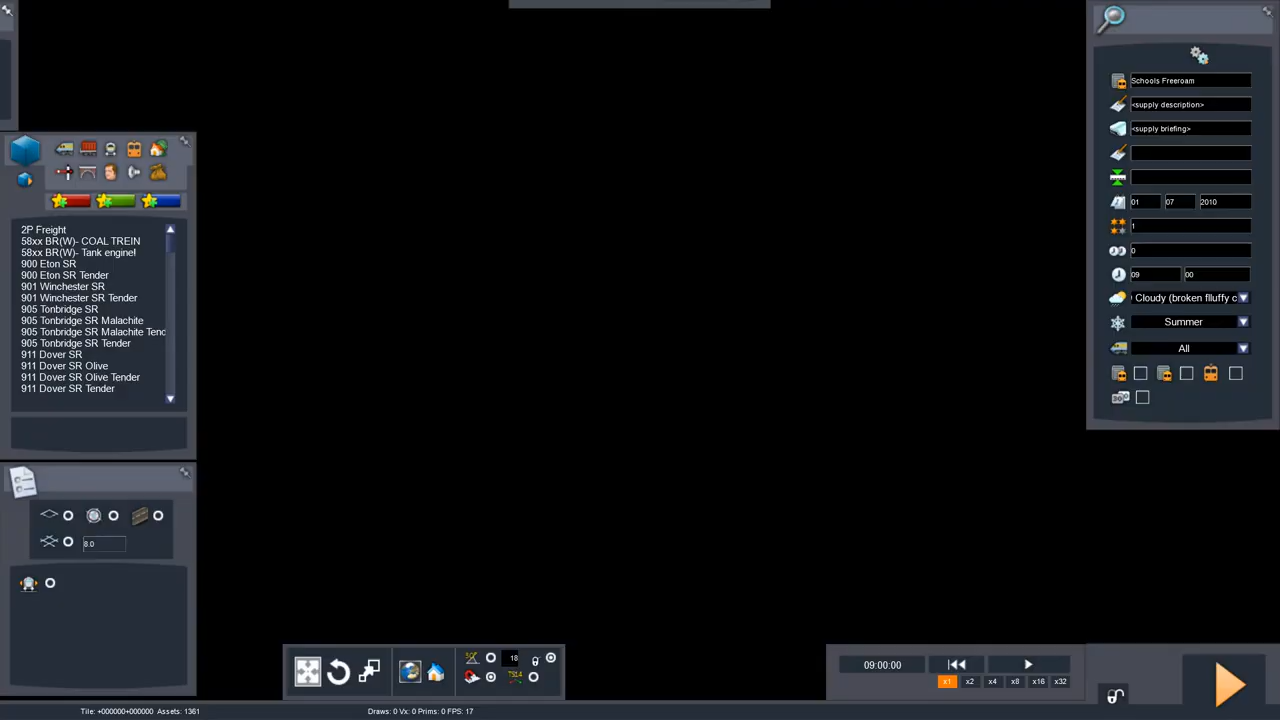 Schools Freeroam
<supply description>
<supply briefing>
01 07 2010
1
0
09 00
Cloudy (broken flluffy c
Summer
All
2P Freight
58xx BR(W)- COAL TREIN
58xx BR(W)- Tank engine!
900 Eton SR
900 Eton SR Tender
901 Winchester SR
901 Winchester SR Tender
905 Tonbridge SR
905 Tonbridge SR Malachite
905 Tonbridge SR Malachite Tend
905 Tonbridge SR Tender
911 Dover SR
911 Dover SR Olive
911 Dover SR Olive Tender
911 Dover SR Tender
8.0
18
09:00:00
x1 x2 x4 x8 x16 x32
Tile: +000000+000000 Assets: 1361
Draws: 0 Vx: 0 Prims: 0 FPS: 17